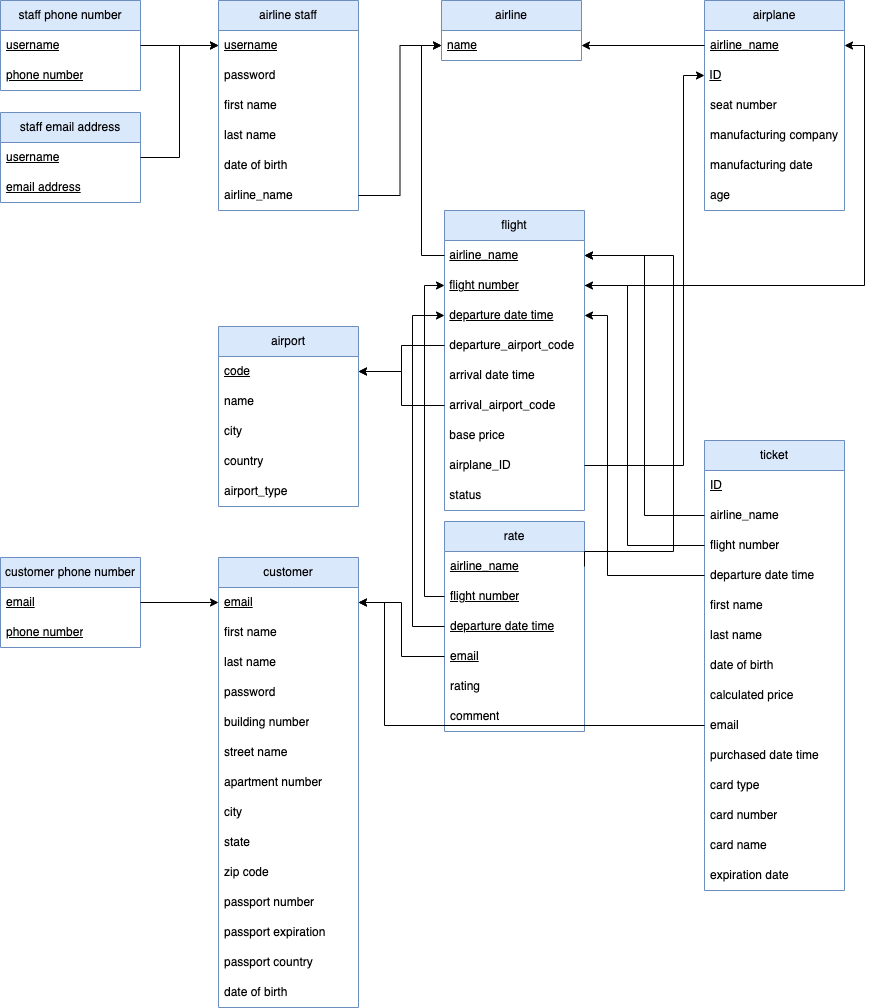 staff phone number
username
phone number
staff email address
username
email address
airline staff
username
password
first name
last name
date of birth
airline_name
airline
name
airplane
airline_name
ID
seat number
manufacturing company
manufacturing date
age
flight
airline_name
flight number
departure date time
departure_airport_code
arrival date time
arrival_airport_code
base price
airplane_ID
status
airport
code
name
city
country
airport_type
ticket
ID
airline_name
flight number
departure date time
first name
last name
date of birth
calculated price
email
purchased date time
card type
card number
card name
expiration date
rate
airline_name
flight number
departure date time
email
rating
comment
customer phone number
email
phone number
customer
email
first name
last name
password
building number
street name
apartment number
city
state
zip code
passport number
passport expiration
passport country
date of birth